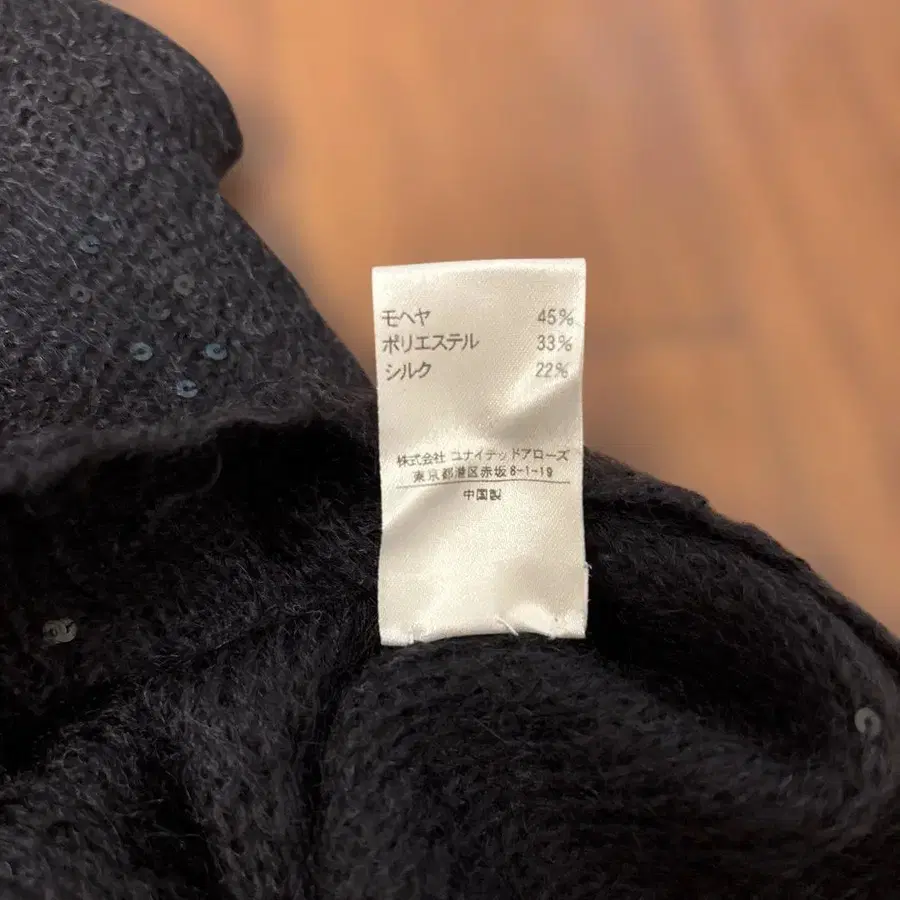 モヘヤ 45%
ポリエステル 33%
シルク 22%
株式会社 ユナイテッドアローズ
東京都港区赤坂8-1-19
中国製